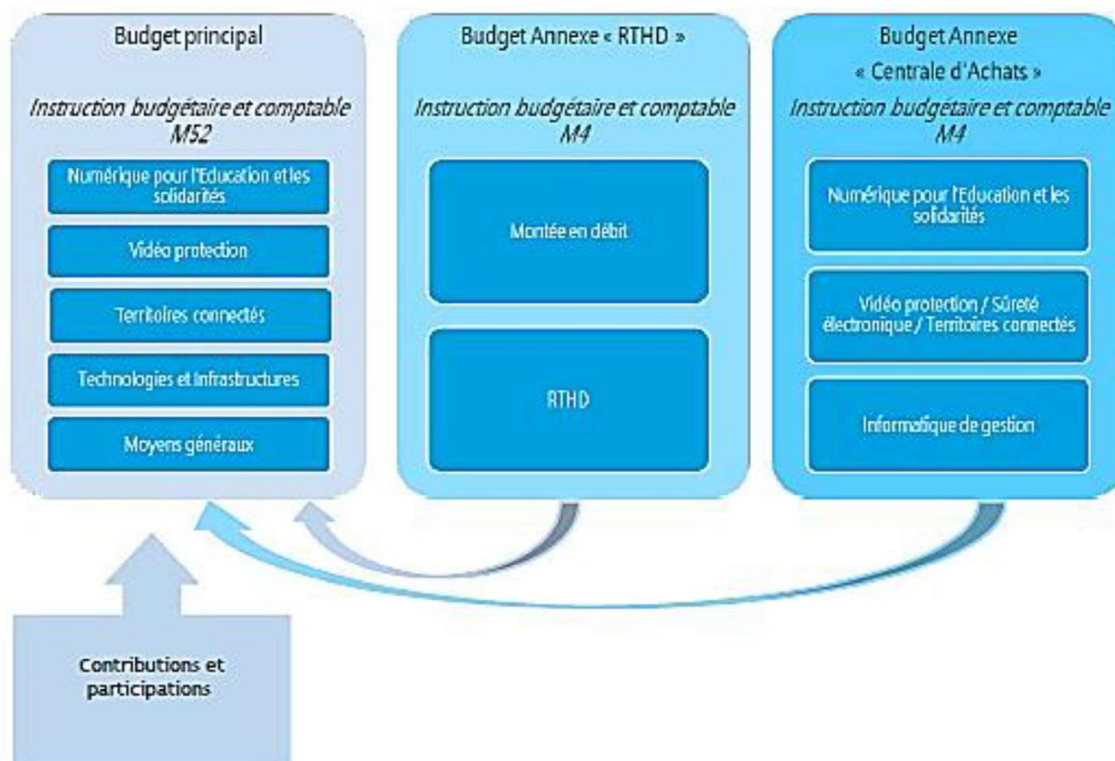 Budget principal
Instruction budgétaire et comptable
M52
Numérique pour l'Education et les
solidarités
Vidéo protection
Territoires connectés
Technologies et Infrastructures
Moyens généraux
Budget Annexe « RTHD »
Instruction budgétaire et comptable
M4
Montée en débit
RTHD
Budget Annexe
« Centrale d'Achats »
Instruction budgétaire et comptable
M4
Numérique pour l'Education et les
solidarités
Vidéo protection / Sûreté
électronique / Territoires connectés
Informatique de gestion
Contributions et
participations